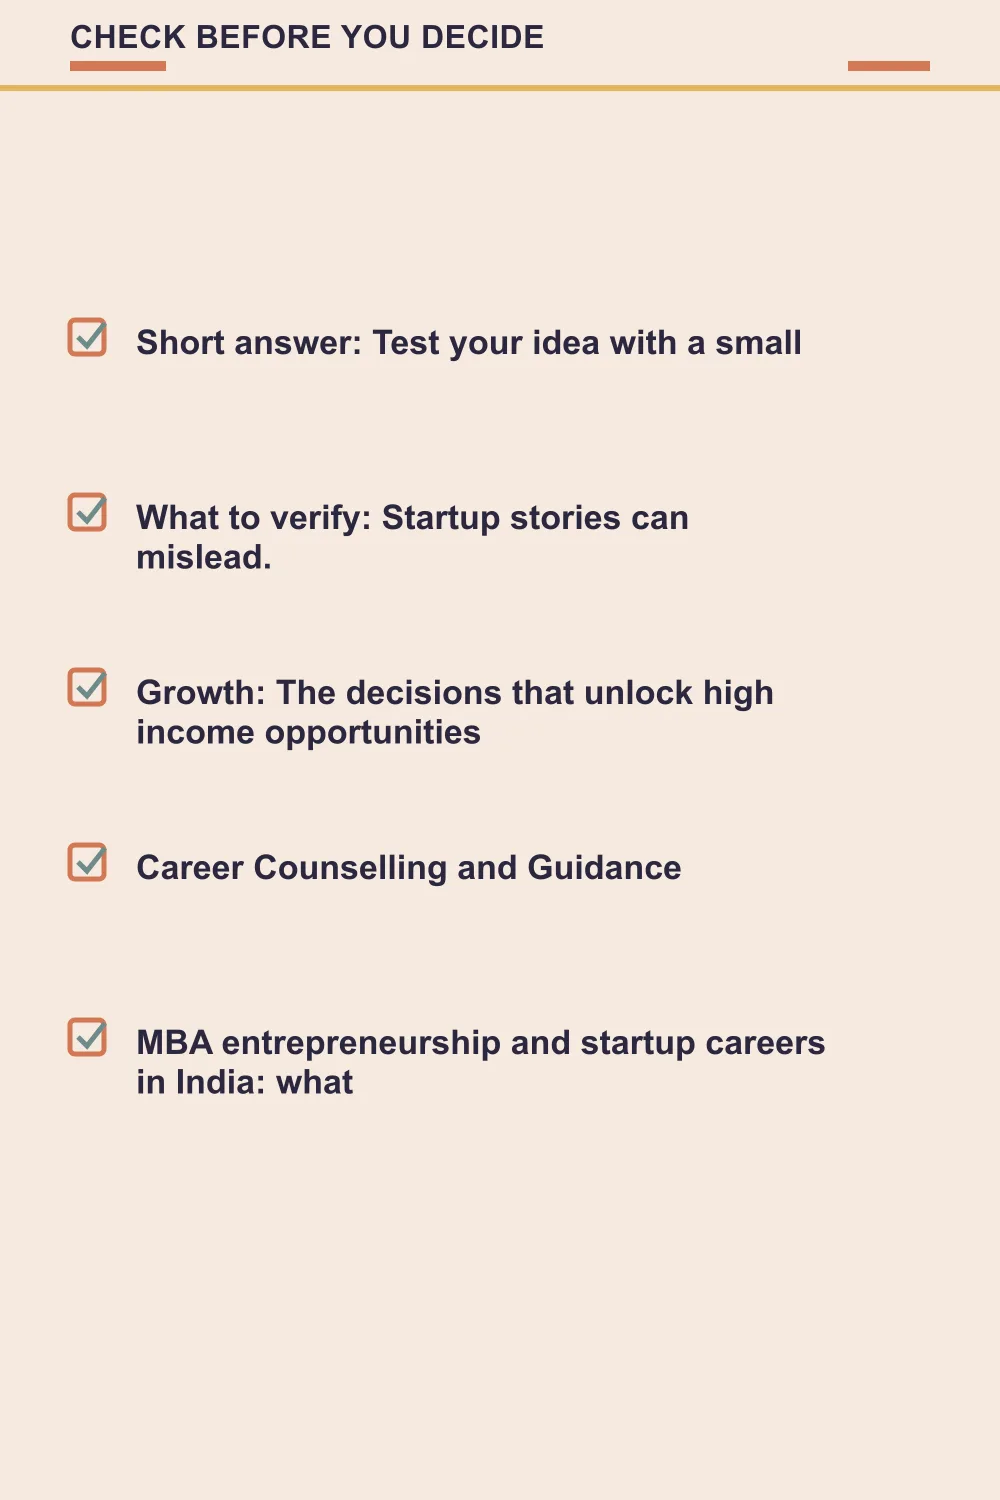 CHECK BEFORE YOU DECIDE
Short answer: Test your idea with a small
What to verify: Startup stories can
mislead.
Growth: The decisions that unlock high
income opportunities
Career Counselling and Guidance
MBA entrepreneurship and startup careers
in India: what